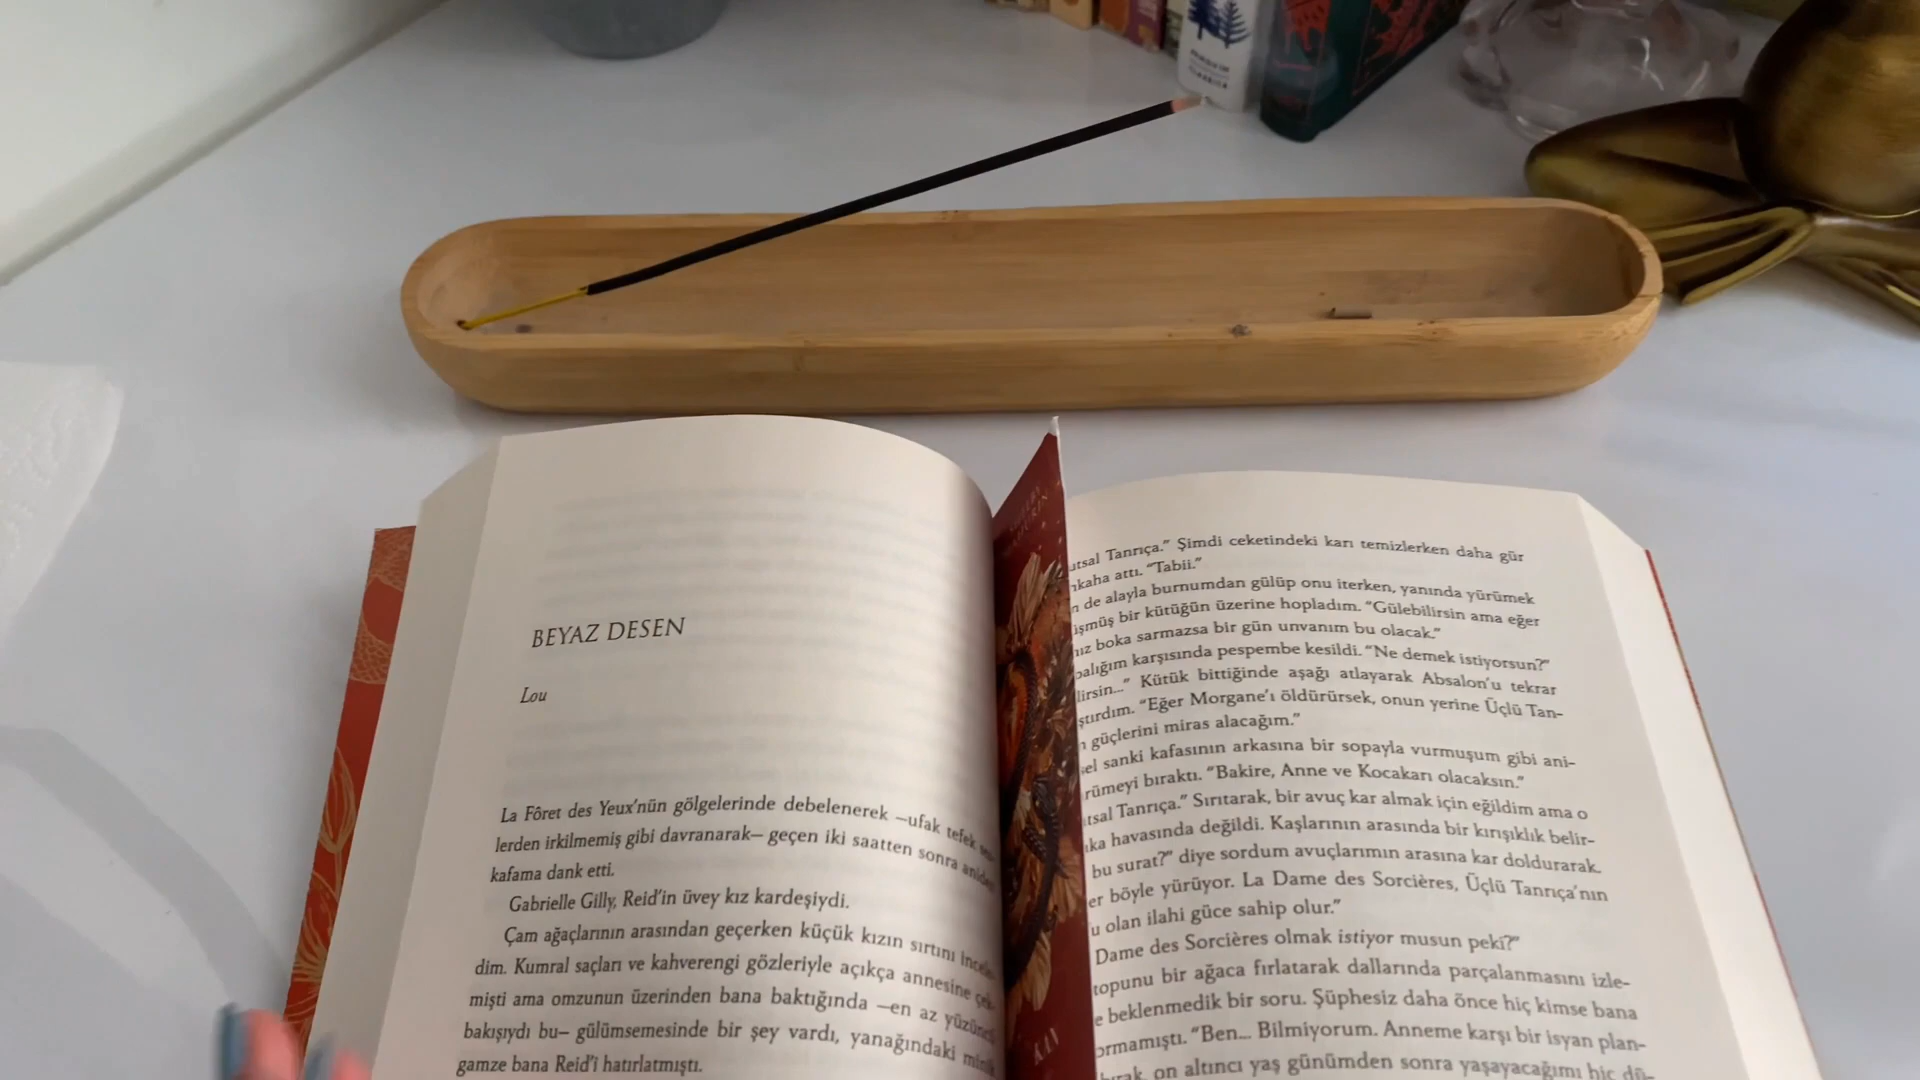 PENGUIN
CLASSICS
BEYAZ DESEN
Lou
La Fôret des Yeux’nün gölgelerinde debelenerek —ufak tefek
lerden irkilmemiş gibi davranarak— geçen iki saatten sonra
kafama dank etti.
Gabrielle Gilly, Reid’in üvey kız kardeşiydi.
Çam ağaçlarının arasından geçerken küçük kızın sırtını
dim. Kumral saçları ve kahverengi gözleriyle açıkça annesine
mişti ama omzunun üzerinden bana baktığında —en az
bakışıydı bu— gülümsemesinde bir şey vardı, yanağındaki
gamze bana Reid’i hatırlatmıştı.
Tanrıça.” Şimdi ceketindeki karı temizlerken daha gür
attı. “Tabii.”
de alayla burnumdan gülüp onu iterken, yanında yürümek
bir kütüğün üzerine hopladım. “Gülebilirsin ama eğer
boka sarmazsa bir gün unvanım bu olacak.”
karşısında pespembe kesildi. “Ne demek istiyorsun?”
Kütük bittiğinde aşağı atlayarak Absalon’u tekrar
“Eğer Morgane’ı öldürürsek, onun yerine Üçlü Tan-
güçlerini miras alacağım.”
sanki kafasının arkasına bir sopayla vurmuşum gibi ani-
bıraktı. “Bakire, Anne ve Kocakarı olacaksın.”
Tanrıça.” Sırıtarak, bir avuç kar almak için eğildim ama o
havasında değildi. Kaşlarının arasında bir kırışıklık belir-
bu surat?” diye sordum avuçlarımın arasına kar doldurarak.
böyle yürüyor. La Dame des Sorcières, Üçlü Tanrıça’nın
olan ilahi güce sahip olur.”
Dame des Sorcières olmak istiyor musun peki?”
topunu bir ağaca fırlatarak dallarında parçalanmasını izle-
beklenmedik bir soru. Şüphesiz daha önce hiç kimse bana
“Ben... Bilmiyorum. Anneme karşı bir isyan plan-
on altıncı yaş günümden sonra yaşayacağımı hiç dü-